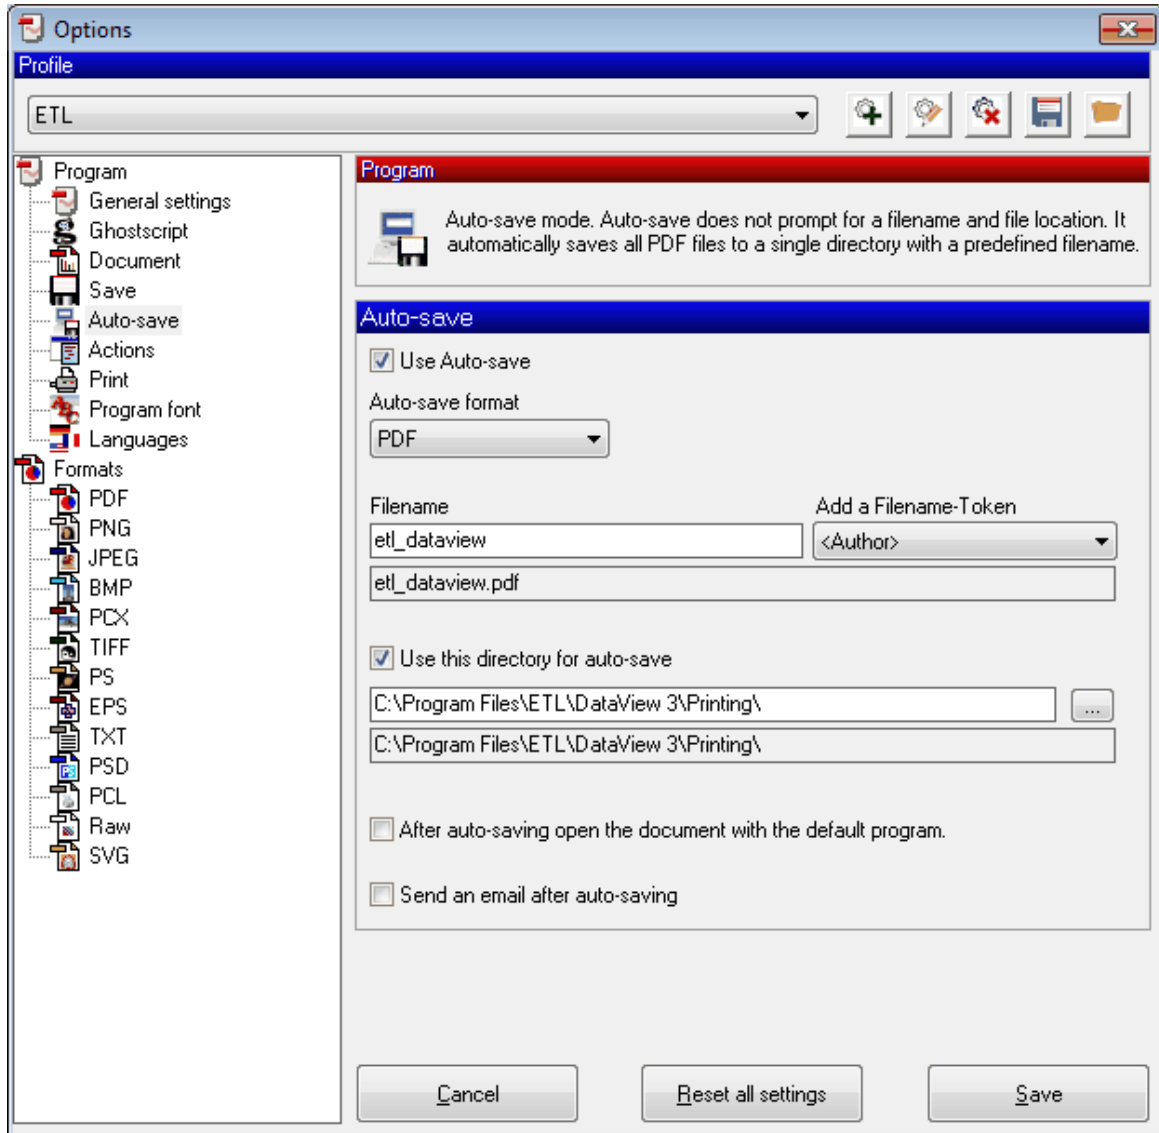 Options
Profile
ETL
Program
General settings
Ghostscript
Document
Save
Auto-save
Actions
Print
Program font
Languages
Formats
PDF
PNG
JPEG
BMP
PCX
TIFF
PS
EPS
TXT
PSD
PCL
Raw
SVG
Program
Auto-save mode. Auto-save does not prompt for a filename and file location. It
automatically saves all PDF files to a single directory with a predefined filename.
Auto-save
Use Auto-save
Auto-save format
PDF
Filename
Add a Filename-Token
etl_dataview
<Author>
etl_dataview.pdf
Use this directory for auto-save
C:\Program Files\ETL\DataView 3\Printing\
...
C:\Program Files\ETL\DataView 3\Printing\
After auto-saving open the document with the default program.
Send an email after auto-saving
Cancel
Reset all settings
Save